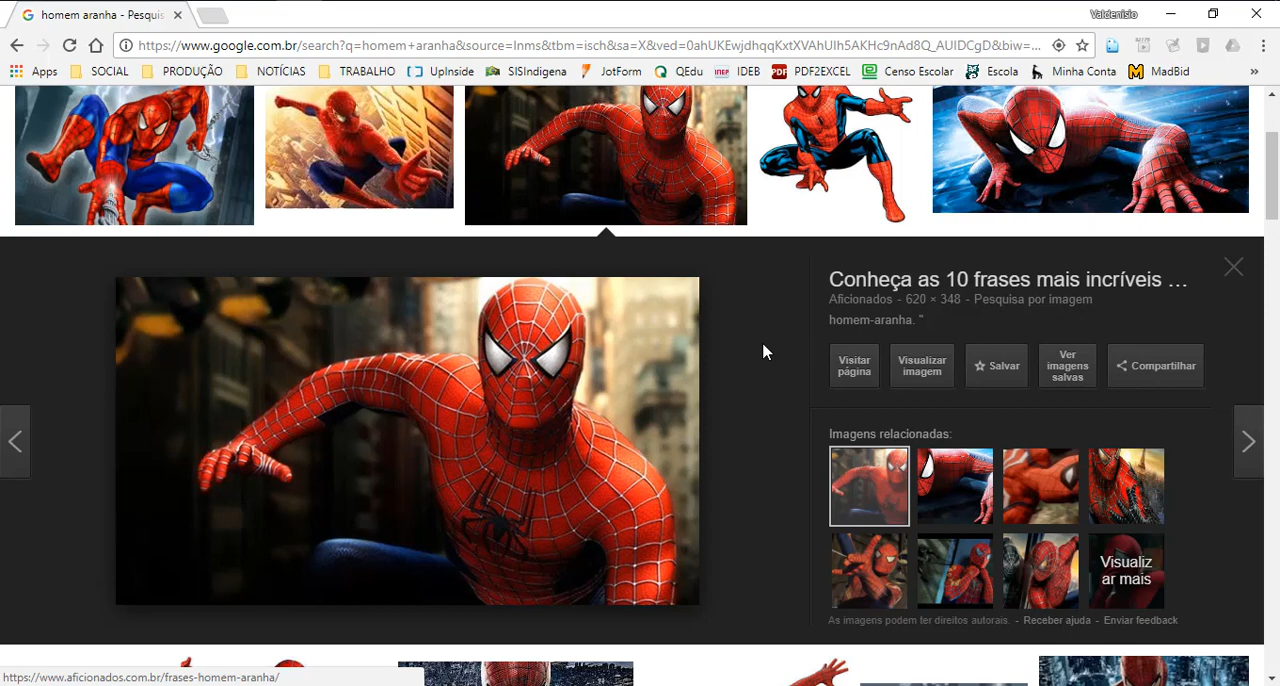 homem aranha - Pesquis
Valdenisio
https://www.google.com.br/search?q=homem+aranha&source=lnms&tbm=isch&sa=X&ved=0ahUKEwjdhqqKxtXVAhUIh5AKHc9nAd8Q_AUIDCgD&biw=...
Apps SOCIAL PRODUÇÃO NOTÍCIAS TRABALHO UpInside SISIndigena JotForm QEdu inep IDEB PDF PDF2EXCEL Censo Escolar Escola Minha Conta MadBid »
Conheça as 10 frases mais incríveis ...
Aficionados - 620 × 348 - Pesquisa por imagem
homem-aranha. "
Visitar página
Visualizar imagem
Salvar
Ver imagens salvas
Compartilhar
Imagens relacionadas:
Visualiz
ar mais
As imagens podem ter direitos autorais. - Receber ajuda - Enviar feedback
https://www.aficionados.com.br/frases-homem-aranha/